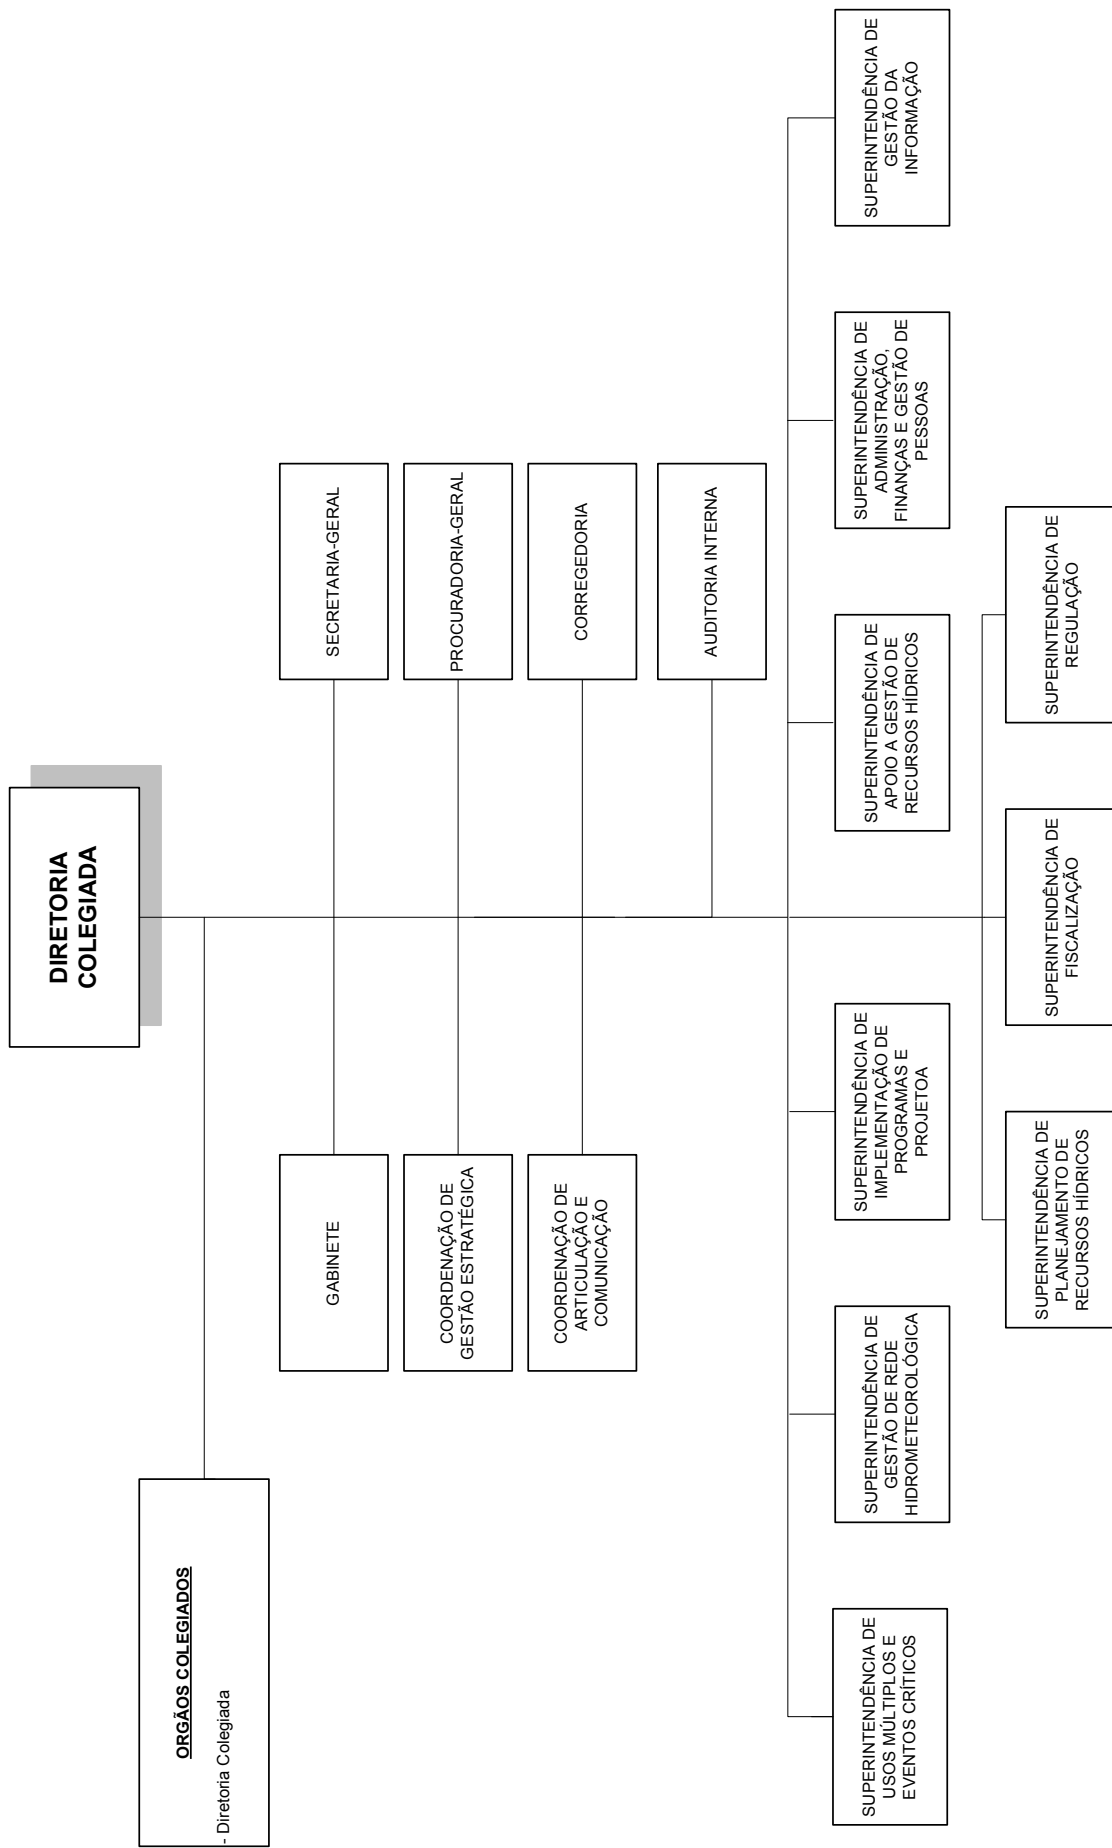 DIRETORIA
COLEGIADA
ORGÃOS COLEGIADOS
- Diretoria Colegiada
GABINETE
SECRETARIA-GERAL
COORDENAÇÃO DE
GESTÃO ESTRATÉGICA
PROCURADORIA-GERAL
COORDENAÇÃO DE
ARTICULAÇÃO E
COMUNICAÇÃO
CORREGEDORIA
AUDITORIA INTERNA
SUPERINTENDÊNCIA DE
USOS MÚLTIPLOS E
EVENTOS CRÍTICOS
SUPERINTENDÊNCIA DE
GESTÃO DE REDE
HIDROMETEOROLÓGICA
SUPERINTENDÊNCIA DE
IMPLEMENTAÇÃO DE
PROGRAMAS E
PROJETOA
SUPERINTENDÊNCIA DE
APOIO A GESTÃO DE
RECURSOS HÍDRICOS
SUPERINTENDÊNCIA DE
ADMINISTRAÇÃO,
FINANÇAS E GESTÃO DE
PESSOAS
SUPERINTENDÊNCIA DE
GESTÃO DA
INFORMAÇÃO
SUPERINTENDÊNCIA DE
PLANEJAMENTO DE
RECURSOS HÍDRICOS
SUPERINTENDÊNCIA DE
FISCALIZAÇÃO
SUPERINTENDÊNCIA DE
REGULAÇÃO